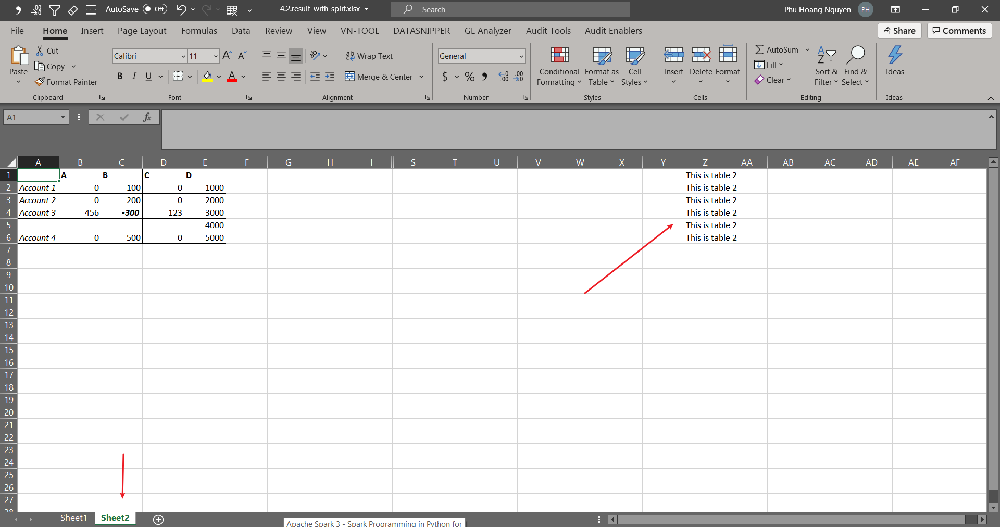 AutoSave Off 4.2.result_with_split.xlsx Search Phu Hoang Nguyen PH
File Home Insert Page Layout Formulas Data Review View VN-TOOL DATASNIPPER GL Analyzer Audit Tools Audit Enablers Share Comments
Paste Cut Copy Format Painter Clipboard
Calibri 11 B I U A Font
ab Wrap Text Merge & Center Alignment
General $ % Number
Conditional Formatting Format as Table Cell Styles Styles
Insert Delete Format Cells
AutoSum Fill Clear Sort & Filter Find & Select Editing
Ideas Ideas
A1 fx
A B C D E F G H I S T U V W X Y Z AA AB AC AD AE AF
1 A B C D This is table 2
2 Account 1 0 100 0 1000 This is table 2
3 Account 2 0 200 0 2000 This is table 2
4 Account 3 456 -300 123 3000 This is table 2
5 4000 This is table 2
6 Account 4 0 500 0 5000 This is table 2
7
8
9
10
11
12
13
14
15
16
17
18
19
20
21
22
23
24
25
26
27
28
Sheet1 Sheet2
Apache Spark 3 - Spark Programming in Python for